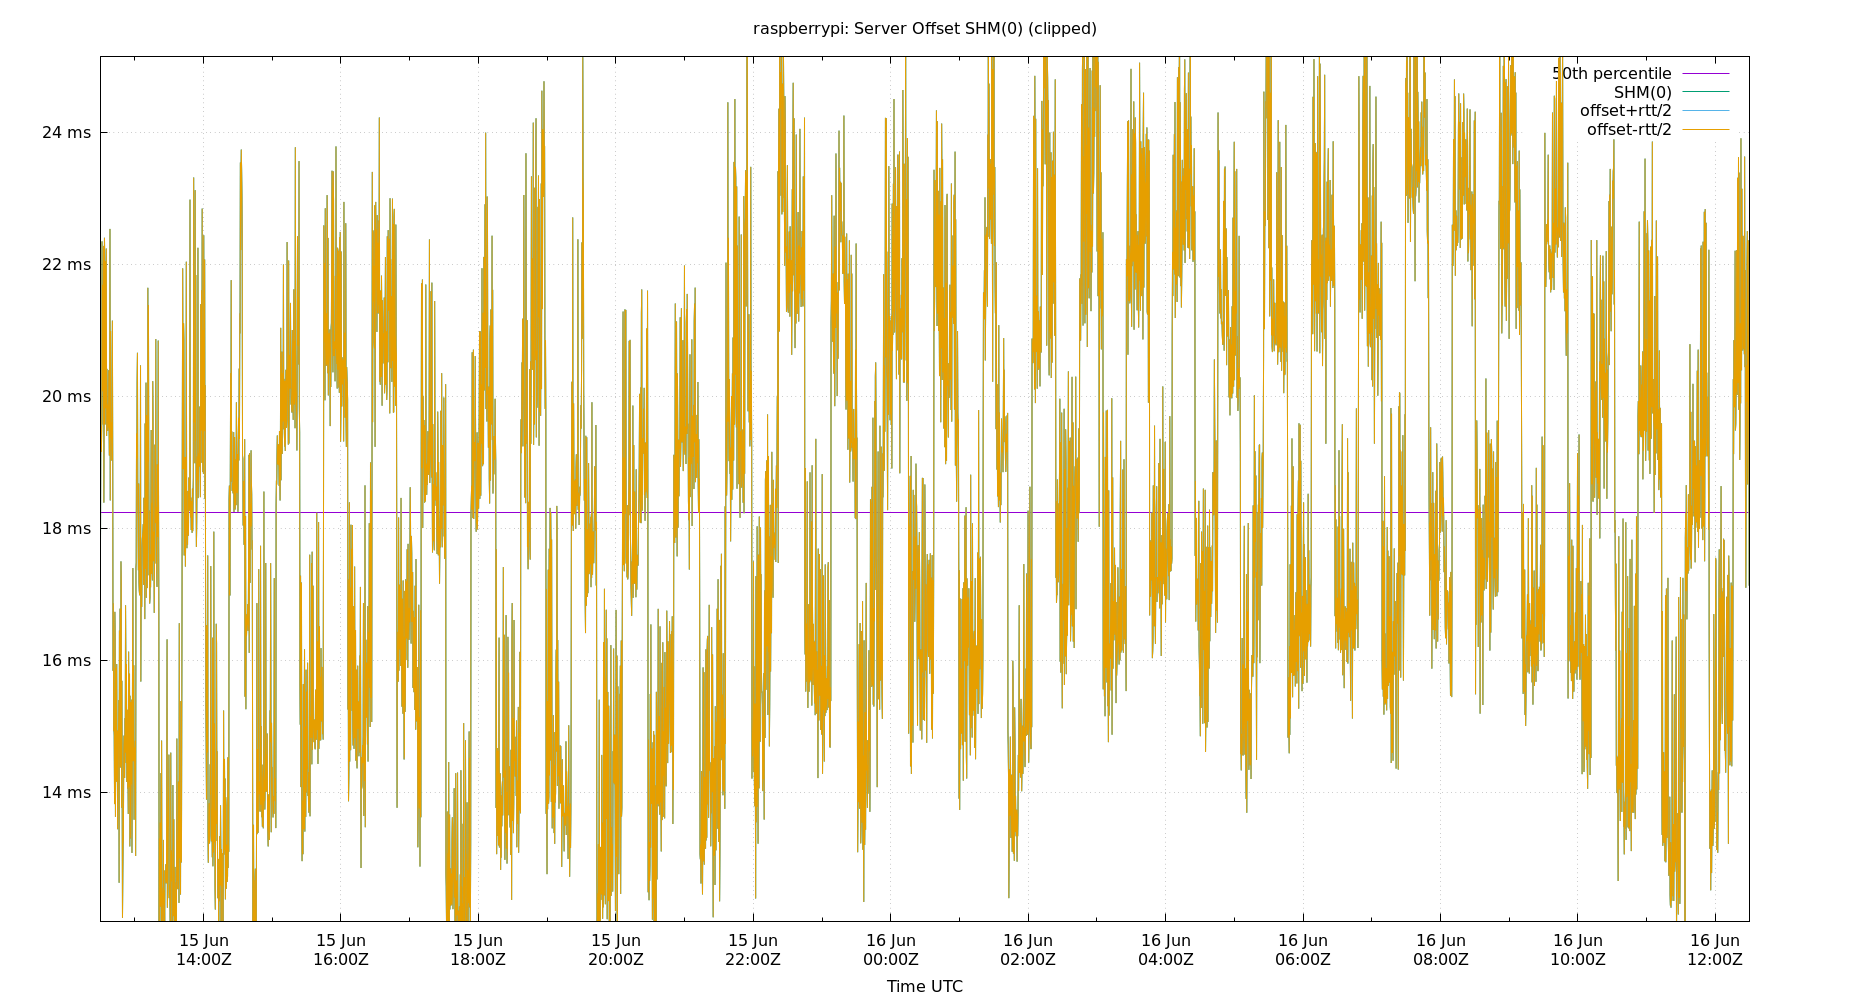 raspberrypi: Server Offset SHM(0) (clipped)
50th percentile
SHM(0)
offset+rtt/2
offset-rtt/2
24 ms
22 ms
20 ms
18 ms
16 ms
14 ms
15 Jun 15 Jun 15 Jun 15 Jun 15 Jun 16 Jun 16 Jun 16 Jun 16 Jun 16 Jun 16 Jun 16 Jun
14:00Z 16:00Z 18:00Z 20:00Z 22:00Z 00:00Z 02:00Z 04:00Z 06:00Z 08:00Z 10:00Z 12:00Z
Time UTC